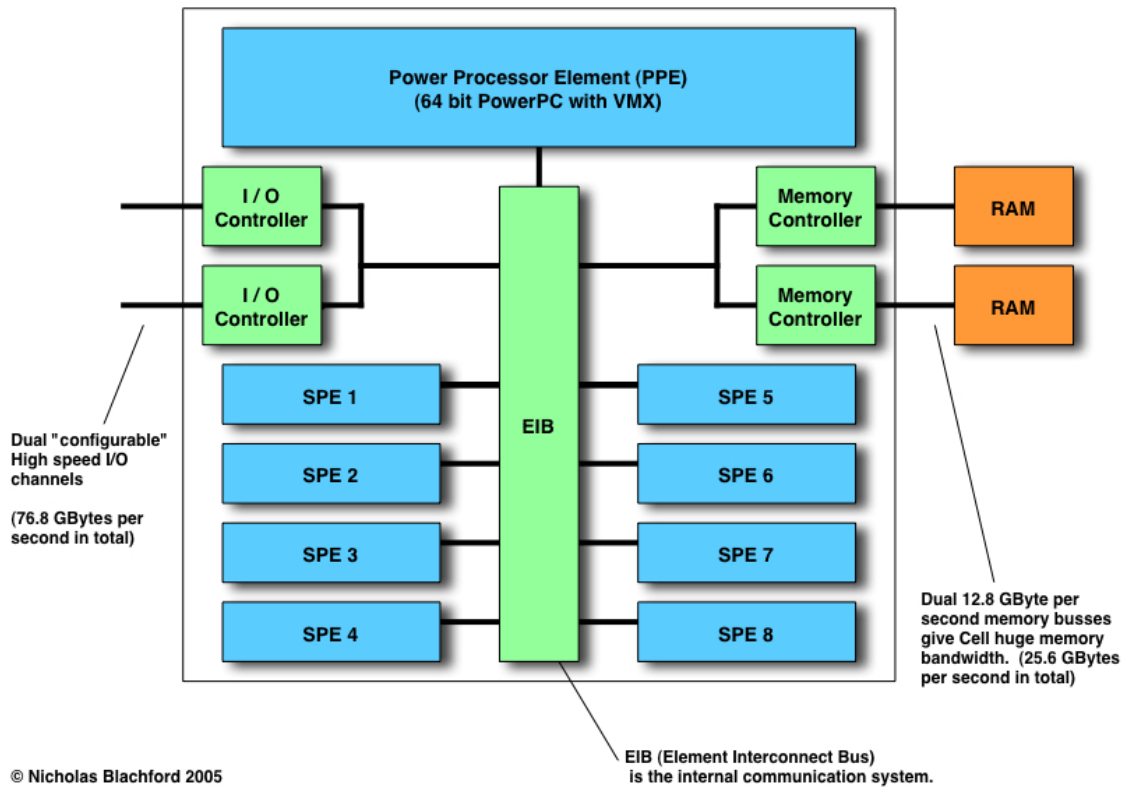 Power Processor Element (PPE)
(64 bit PowerPC with VMX)
I / O
Controller
Memory
Controller
RAM
I / O
Controller
Memory
Controller
RAM
SPE 1
SPE 5
EIB
SPE 2
SPE 6
SPE 3
SPE 7
SPE 4
SPE 8
Dual "configurable"
High speed I/O
channels
(76.8 GBytes per
second in total)
Dual 12.8 GByte per
second memory busses
give Cell huge memory
bandwidth. (25.6 GBytes
per second in total)
EIB (Element Interconnect Bus)
is the internal communication system.
© Nicholas Blachford 2005